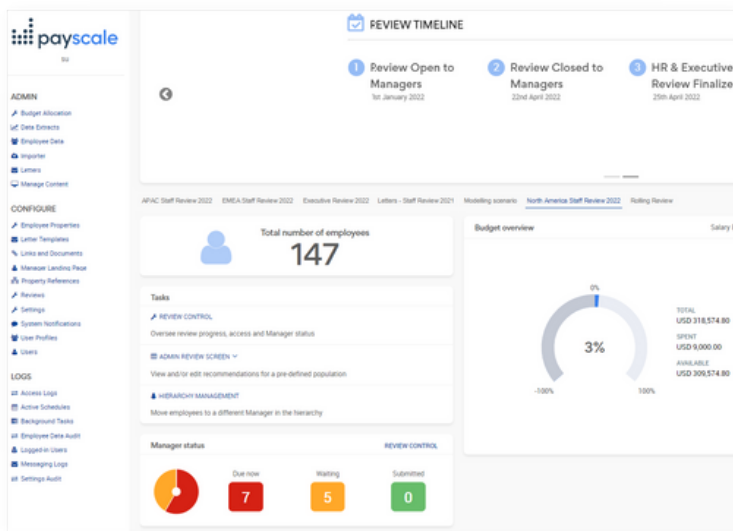 payscale
su
ADMIN
Budget Allocation
Data Extracts
Employee Data
Importer
Letters
Manage Content
CONFIGURE
Employee Properties
Letter Templates
Links and Documents
Manager Landing Page
Property References
Reviews
Settings
System Notifications
User Profiles
Users
LOGS
Access Logs
Active Schedules
Background Tasks
Employee Data Audit
Logged-in Users
Messaging Logs
Settings Audit
REVIEW TIMELINE
1 Review Open to
Managers
1st January 2022
2 Review Closed to
Managers
22nd April 2022
3 HR & Executive
Review Finalize
25th April 2022
APAC Staff Review 2022 EMEA Staff Review 2022 Executive Review 2022 Letters - Staff Review 2021 Modelling scenario North America Staff Review 2022 Rolling Review
Total number of employees
147
Tasks
REVIEW CONTROL
Oversee review progress, access and Manager status
ADMIN REVIEW SCREEN
View and/or edit recommendations for a pre-defined population
HIERARCHY MANAGEMENT
Move employees to a different Manager in the hierarchy
Manager status REVIEW CONTROL
Due now Waiting Submitted
7 5 0
Budget overview Salary
0%
3%
-100% 100%
TOTAL
USD 318,574.80
SPENT
USD 9,000.00
AVAILABLE
USD 309,574.80